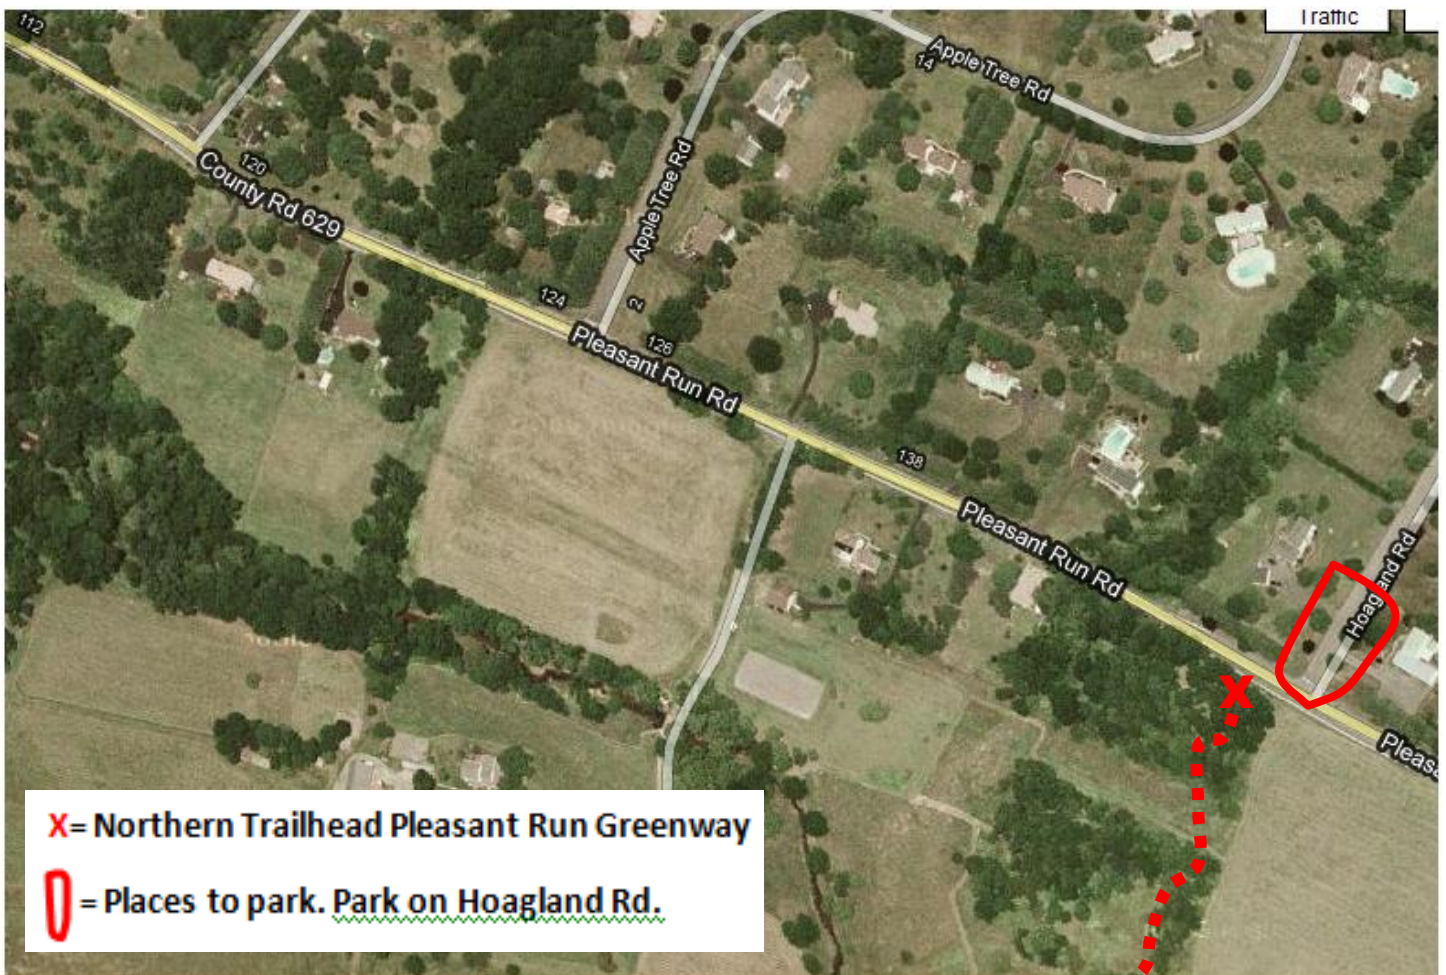 Traffic
112
Apple Tree Rd
14
120
County Rd 629
Apple Tree Rd
2
124
126
Pleasant Run Rd
138
Pleasant Run Rd
Hoagland Rd
X
Pleasa
X= Northern Trailhead Pleasant Run Greenway
= Places to park. Park on Hoagland Rd.